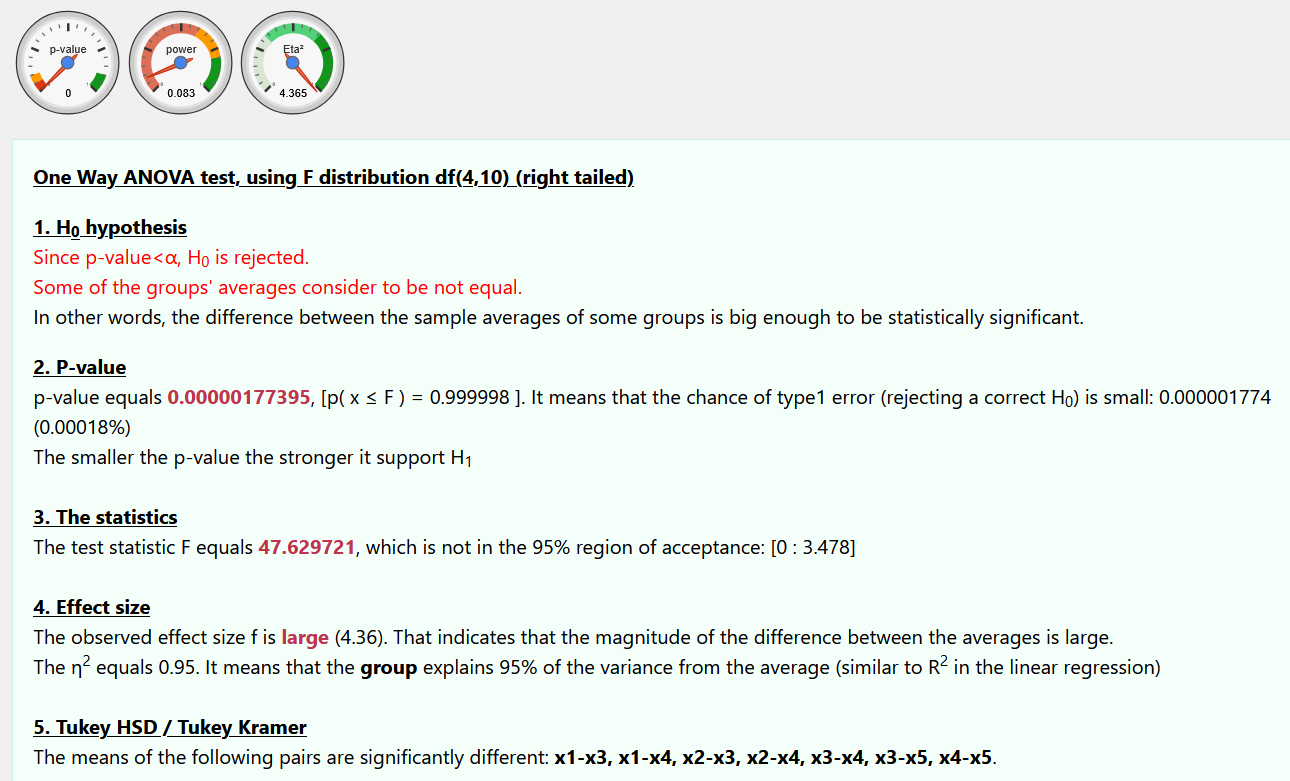 p-value power Eta²
0 0.083 4.365
One Way ANOVA test, using F distribution df(4,10) (right tailed)
1. H₀ hypothesis
Since p-value<α, H₀ is rejected.
Some of the groups' averages consider to be not equal.
In other words, the difference between the sample averages of some groups is big enough to be statistically significant.
2. P-value
p-value equals 0.00000177395, [p( x ≤ F ) = 0.999998 ]. It means that the chance of type1 error (rejecting a correct H₀) is small: 0.000001774
(0.00018%)
The smaller the p-value the stronger it support H₁
3. The statistics
The test statistic F equals 47.629721, which is not in the 95% region of acceptance: [0 : 3.478]
4. Effect size
The observed effect size f is large (4.36). That indicates that the magnitude of the difference between the averages is large.
The η² equals 0.95. It means that the group explains 95% of the variance from the average (similar to R² in the linear regression)
5. Tukey HSD / Tukey Kramer
The means of the following pairs are significantly different: x1-x3, x1-x4, x2-x3, x2-x4, x3-x4, x3-x5, x4-x5.